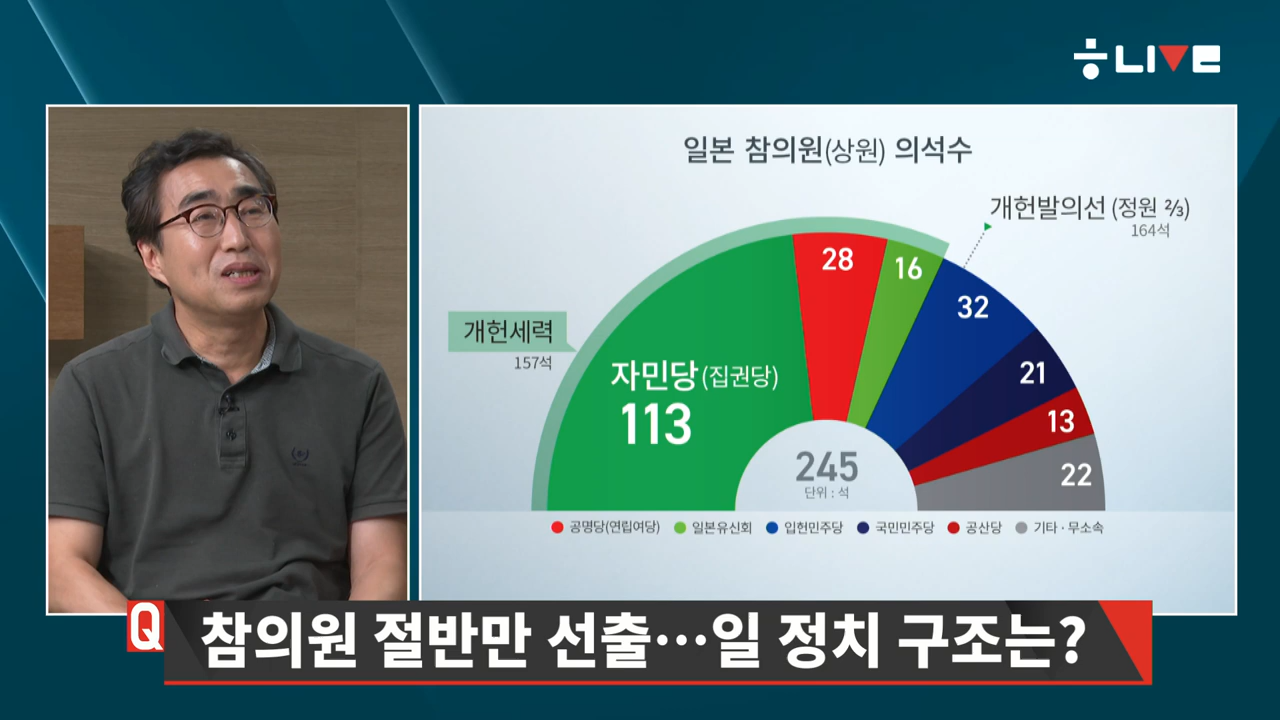 ㅎLIVE
일본 참의원(상원) 의석수
개헌발의선 (정원 ⅔)
164석
개헌세력
157석
자민당(집권당)
113
28
16
32
21
13
22
245
단위 : 석
공명당(연립여당) 일본유신회 입헌민주당 국민민주당 공산당 기타 · 무소속
Q 참의원 절반만 선출…일 정치 구조는?